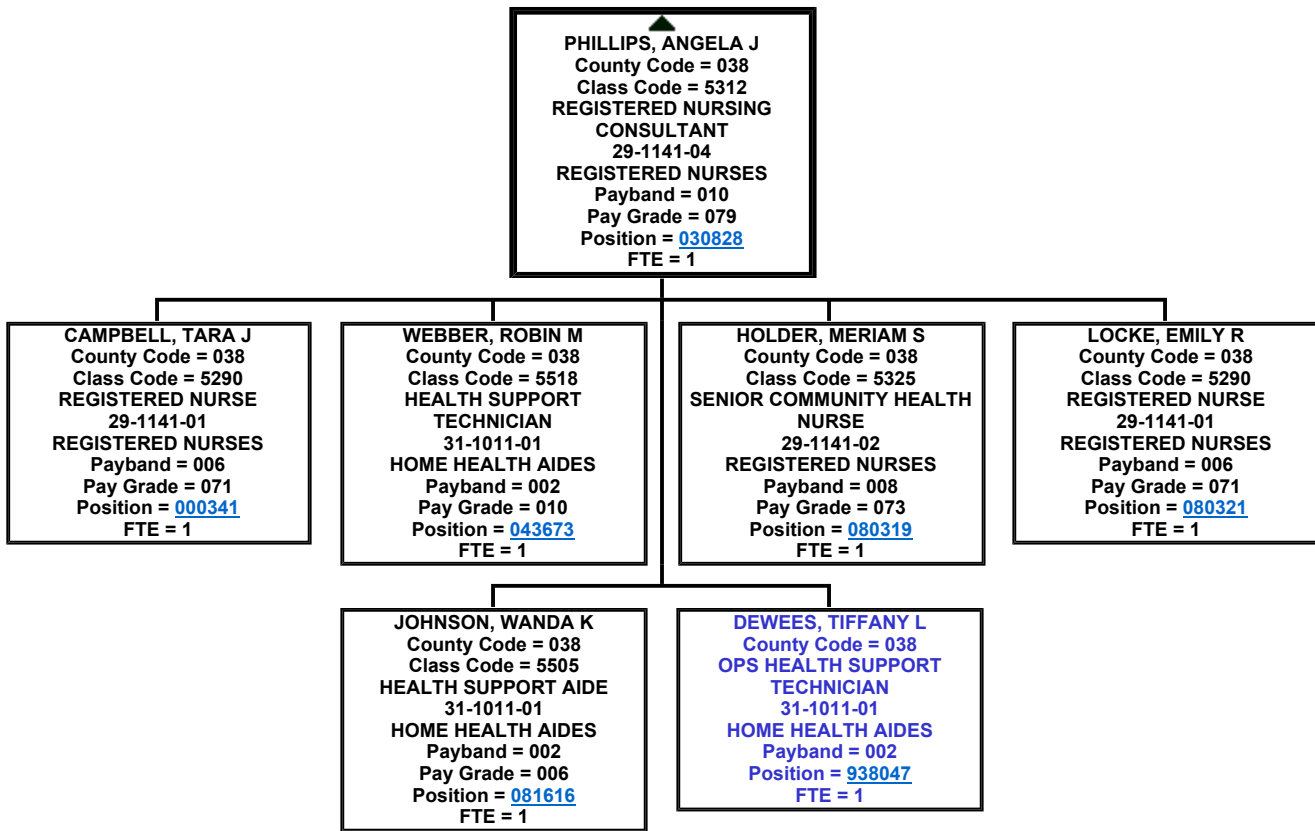 PHILLIPS, ANGELA J
County Code = 038
Class Code = 5312
REGISTERED NURSING
CONSULTANT
29-1141-04
REGISTERED NURSES
Payband = 010
Pay Grade = 079
Position = 030828
FTE = 1
CAMPBELL, TARA J
County Code = 038
Class Code = 5290
REGISTERED NURSE
29-1141-01
REGISTERED NURSES
Payband = 006
Pay Grade = 071
Position = 000341
FTE = 1
WEBBER, ROBIN M
County Code = 038
Class Code = 5518
HEALTH SUPPORT
TECHNICIAN
31-1011-01
HOME HEALTH AIDES
Payband = 002
Pay Grade = 010
Position = 043673
FTE = 1
HOLDER, MERIAM S
County Code = 038
Class Code = 5325
SENIOR COMMUNITY HEALTH
NURSE
29-1141-02
REGISTERED NURSES
Payband = 008
Pay Grade = 073
Position = 080319
FTE = 1
LOCKE, EMILY R
County Code = 038
Class Code = 5290
REGISTERED NURSE
29-1141-01
REGISTERED NURSES
Payband = 006
Pay Grade = 071
Position = 080321
FTE = 1
JOHNSON, WANDA K
County Code = 038
Class Code = 5505
HEALTH SUPPORT AIDE
31-1011-01
HOME HEALTH AIDES
Payband = 002
Pay Grade = 006
Position = 081616
FTE = 1
DEWEES, TIFFANY L
County Code = 038
OPS HEALTH SUPPORT
TECHNICIAN
31-1011-01
HOME HEALTH AIDES
Payband = 002
Position = 938047
FTE = 1